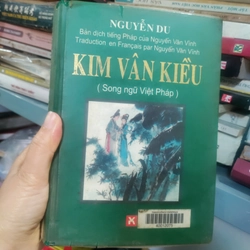 NGUYỄN DU
Bản dịch tiếng Pháp của Nguyễn Văn Vĩnh
Traduction en Français par Nguyễn Văn Vĩnh
KIM VÂN KIỀU
( Song ngữ Việt Pháp )